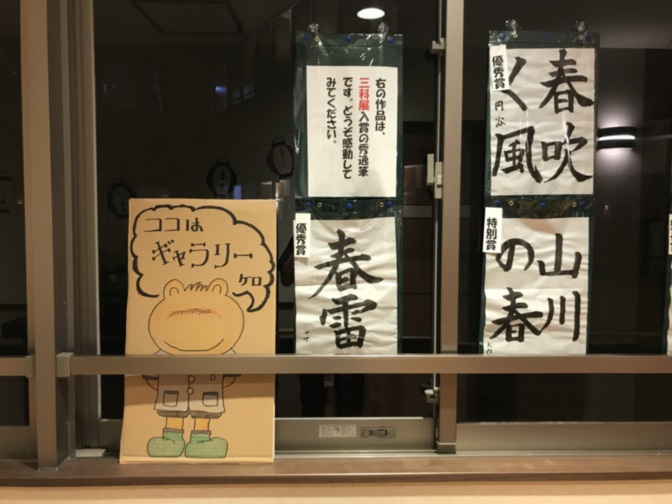 ココは
ギャラリー
ケロ
右の作品は、
三科展入賞の秀逸筆
です。どうぞ感動して
みてください。
優秀賞
春雷
優秀賞
春吹
く風
特別賞
山川
の春